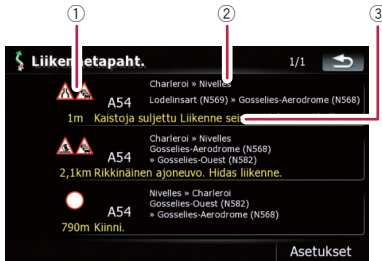 ① ② ③
Liikennetapaht. 1/1
Charleroi » Nivelles
A54 Lodelinsart (N569) » Gosselies-Aerodrome (N568)
1m Kaistoja suljettu Liikenne sei
Charleroi » Nivelles
Gosselies-Aerodrome (N568)
A54 » Gosselies-Ouest (N582)
2,1km Rikkinäinen ajoneuvo. Hidas liikenne.
Nivelles » Charleroi
Gosselies-Ouest (N582)
A54 » Gosselies-Aerodrome (N568)
790m Kiinni.
Asetukset